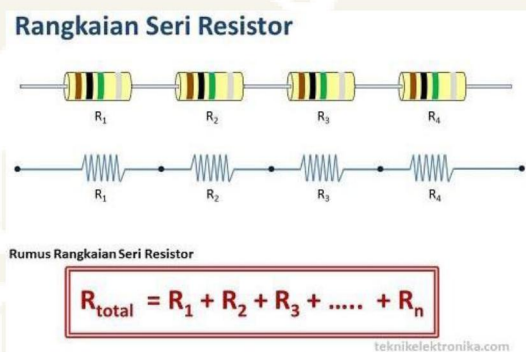 Rangkaian Seri Resistor
R₁ R₂ R₃ R₄
R₁ R₂ R₃ R₄
Rumus Rangkaian Seri Resistor
R_total = R₁ + R₂ + R₃ + ..... + Rₙ
teknikelektronika.com